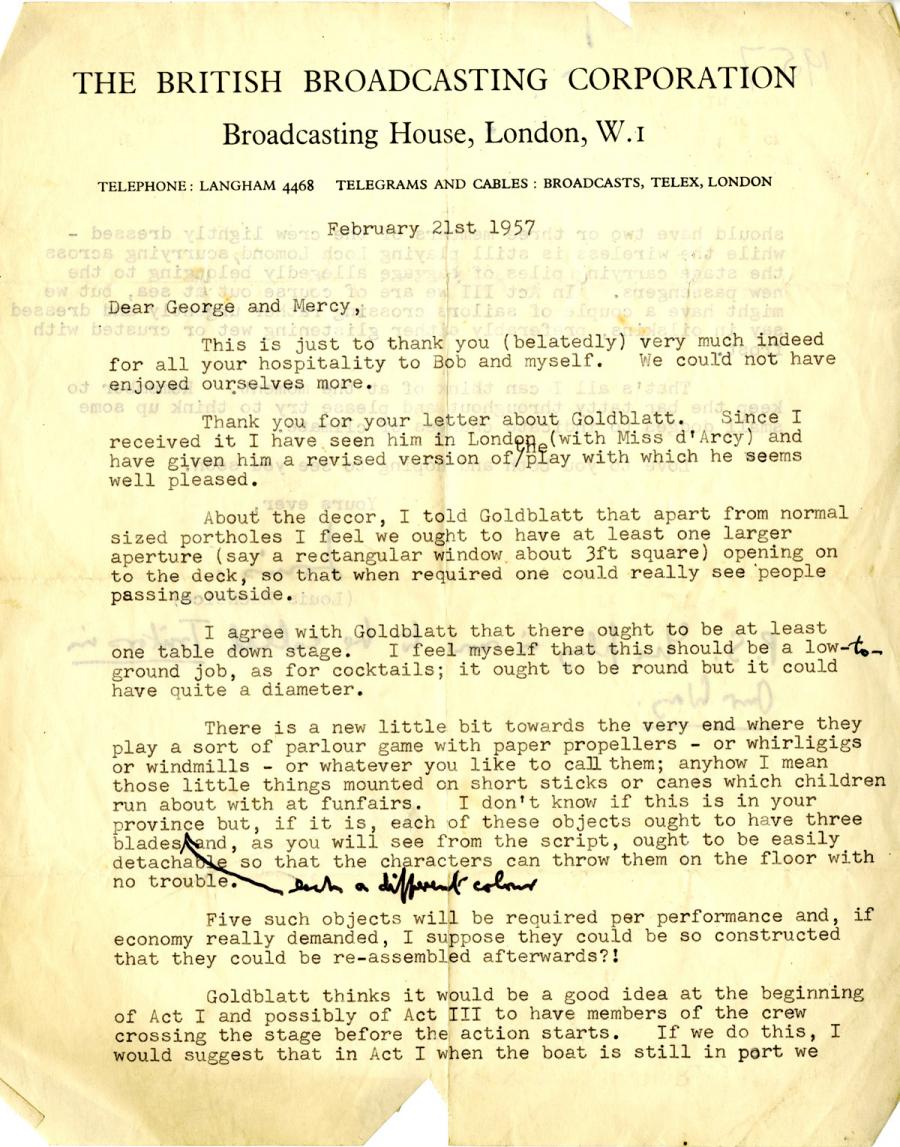 THE BRITISH BROADCASTING CORPORATION
Broadcasting House, London, W.1
TELEPHONE: LANGHAM 4468 TELEGRAMS AND CABLES: BROADCASTS, TELEX, LONDON
February 21st 1957
Dear George and Mercy,
This is just to thank you (belatedly) very much indeed
for all your hospitality to Bob and myself. We could not have
enjoyed ourselves more.
Thank you for your letter about Goldblatt. Since I
received it I have seen him in London (with Miss d'Arcy) and
have given him a revised version of/play with which he seems
well pleased.
About the decor, I told Goldblatt that apart from normal
sized portholes I feel we ought to have at least one larger
aperture (say a rectangular window about 3ft square) opening on
to the deck, so that when required one could really see people
passing outside.
I agree with Goldblatt that there ought to be at least
one table down stage. I feel myself that this should be a low-to-
ground job, as for cocktails; it ought to be round but it could
have quite a diameter.
There is a new little bit towards the very end where they
play a sort of parlour game with paper propellers - or whirligigs
or windmills - or whatever you like to call them; anyhow I mean
those little things mounted on short sticks or canes which children
run about with at funfairs. I don't know if this is in your
province but, if it is, each of these objects ought to have three
blades and, as you will see from the script, ought to be easily
detachable so that the characters can throw them on the floor with
no trouble. each a different colour
Five such objects will be required per performance and, if
economy really demanded, I suppose they could be so constructed
that they could be re-assembled afterwards?!
Goldblatt thinks it would be a good idea at the beginning
of Act I and possibly of Act III to have members of the crew
crossing the stage before the action starts. If we do this, I
would suggest that in Act I when the boat is still in port we